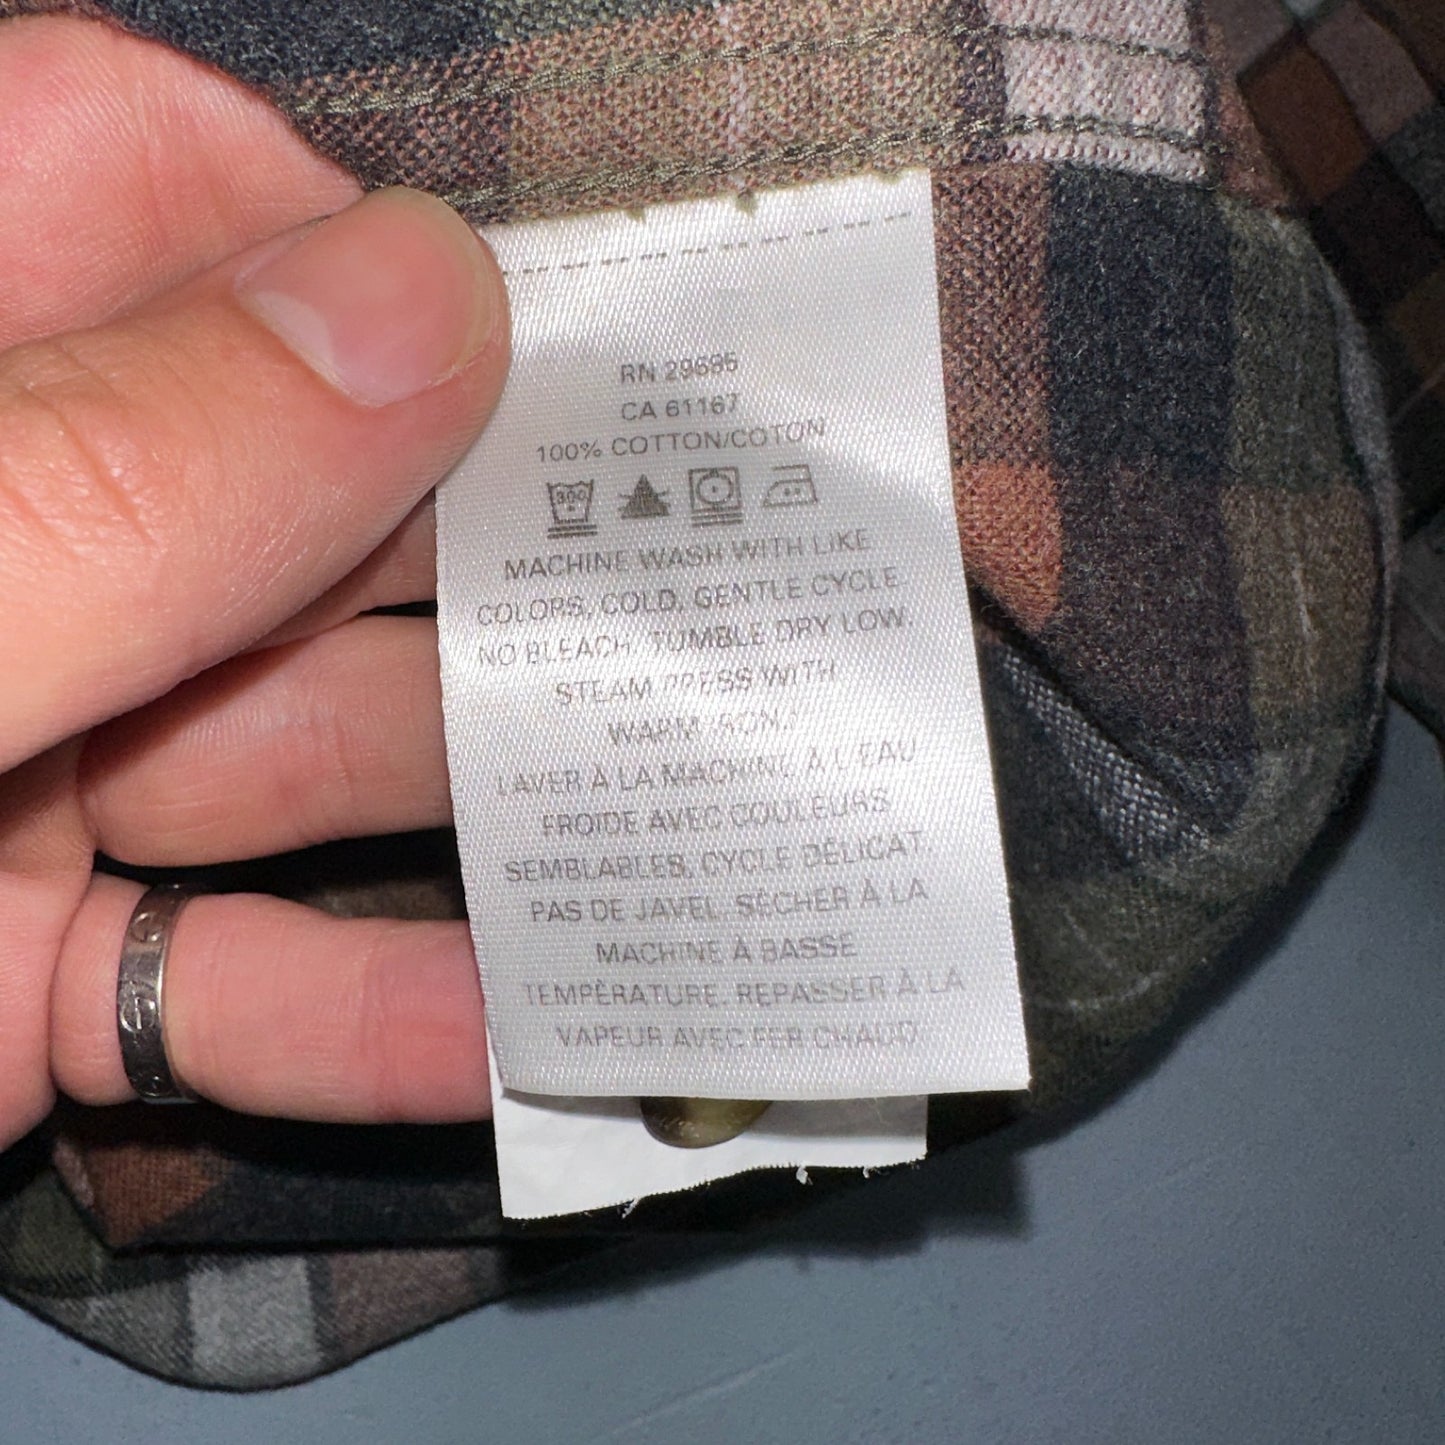 RN 29685
CA 61167
100% COTTON/COTON
30C
MACHINE WASH WITH LIKE
COLORS, COLD, GENTLE CYCLE
NO BLEACH. TUMBLE DRY LOW.
STEAM PRESS WITH
WARM IRON./
LAVER À LA MACHINE À L'EAU
FROIDE AVEC COULEURS
SEMBLABLES, CYCLE DÉLICAT.
PAS DE JAVEL. SÉCHER À LA
MACHINE À BASSE
TEMPÉRATURE. REPASSER À LA
VAPEUR AVEC FER CHAUD